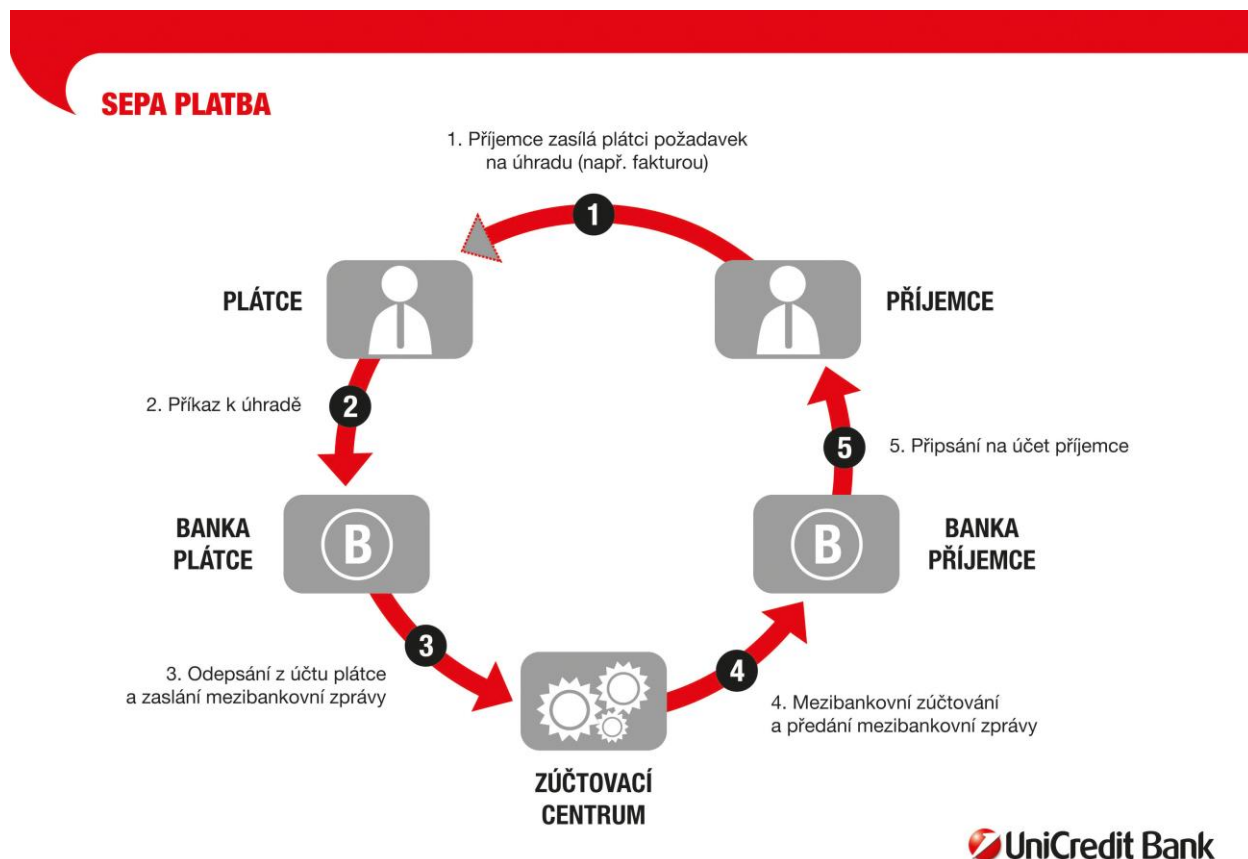 SEPA PLATBA
1. Příjemce zasílá plátci požadavek
na úhradu (např. fakturou)
1
PLÁTCE
PŘÍJEMCE
2. Příkaz k úhradě
2
5
5. Připsání na účet příjemce
BANKA
PLÁTCE
B
B
BANKA
PŘÍJEMCE
3
3. Odepsání z účtu plátce
a zaslání mezibankovní zprávy
4
4. Mezibankovní zúčtování
a předání mezibankovní zprávy
ZÚČTOVACÍ
CENTRUM
UniCredit Bank